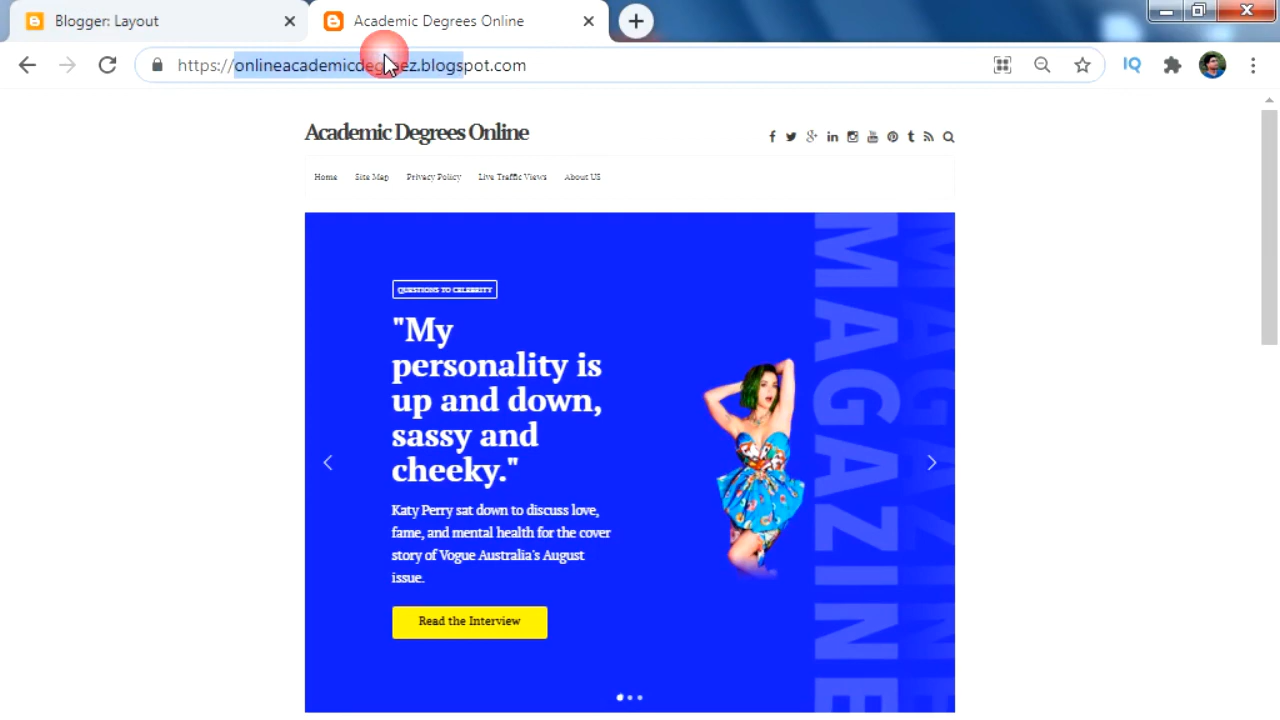 Blogger: Layout
Academic Degrees Online
https://onlineacademicdegreez.blogspot.com
IQ
Academic Degrees Online
Home Site Map Privacy Policy Live Traffic Views About US
QUESTIONS TO CELEBRITY
"My
personality is
up and down,
sassy and
cheeky."
Katy Perry sat down to discuss love,
fame, and mental health for the cover
story of Vogue Australia's August
issue.
Read the Interview
MAGAZINE
MAGAZINE